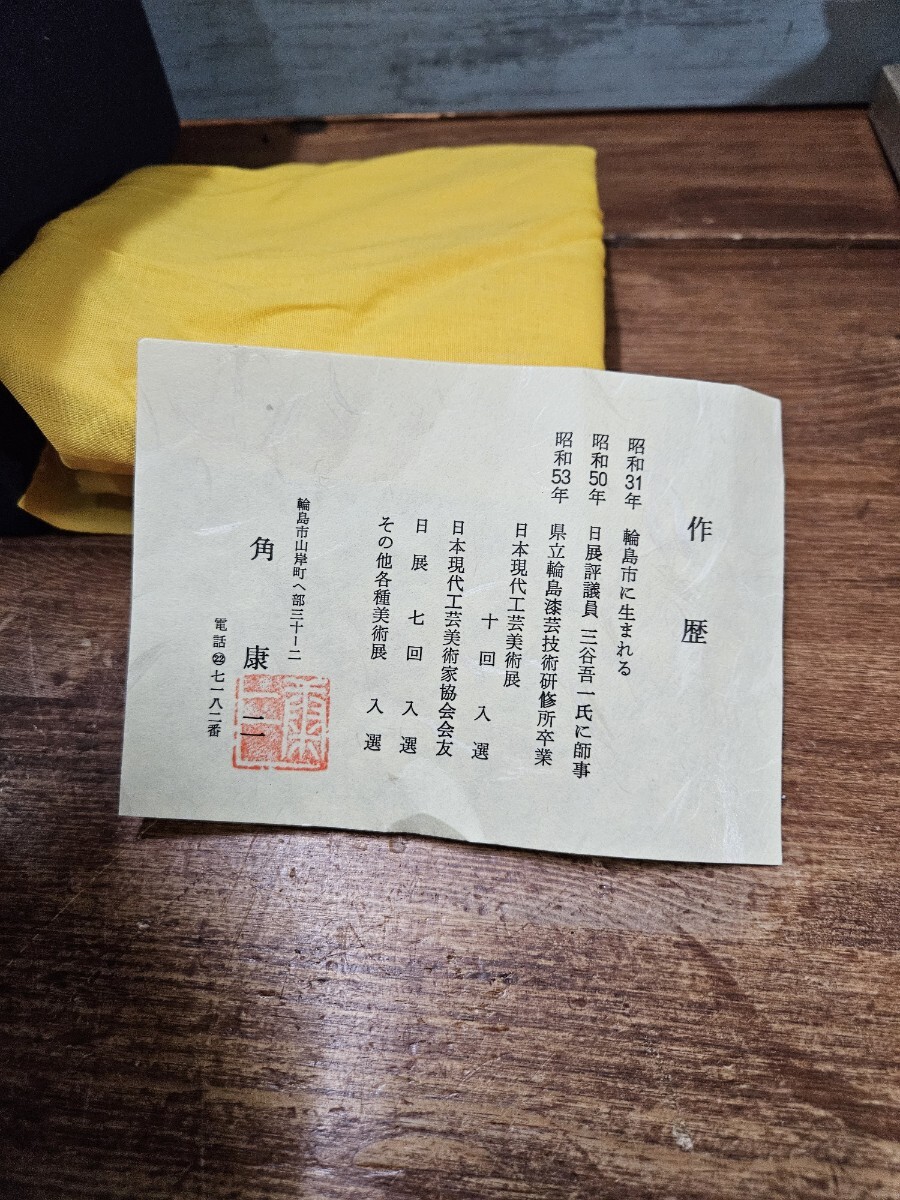 作歴
昭和31年 輪島市に生まれる
昭和50年 日展評議員 三谷吾一氏に師事
昭和53年 県立輪島漆芸技術研修所卒業
日本現代工芸美術展
十回入選
日本現代工芸美術家協会会友
日展 七回 入選
その他各種美術展 入選
輪島市山岸町へ部三十ー二
角康二
電話㉒七一八二番